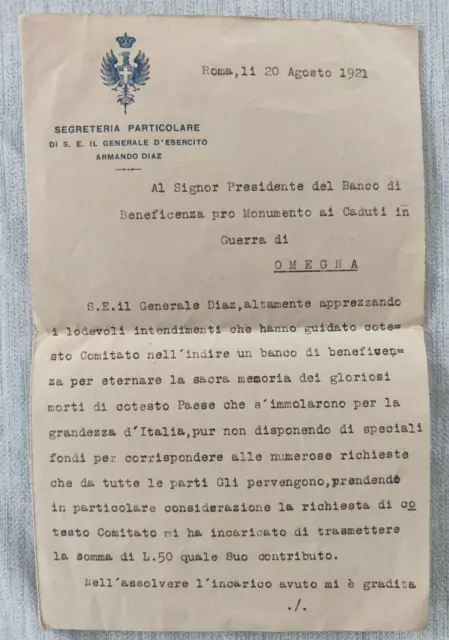 Roma,li 20 Agosto 1921
SEGRETERIA PARTICOLARE
DI S. E. IL GENERALE D'ESERCITO
ARMANDO DIAZ
Al Signor Presidente del Banco di
Beneficenza pro Monumento ai Caduti in
Guerra di
OMEGNA
S.E.il Generale Diaz,altamente apprezzando
i lodevoli intendimenti che hanno guidato cote=
sto Comitato nell'indire un banco di beneficen=
za per eternare la sacra memoria dei gloriosi
morti di cotesto Paese che s'immolarono per la
grandezza d'Italia,pur non disponendo di speciali
fondi per corrispondere alle numerose richieste
che da tutte le parti Gli pervengono,prendendo
in particolare considerazione la richiesta di co
testo Comitato mi ha incaricato di trasmettere
la somma di L.50 quale Suo contributo.
Nell'assolvere l'incarico avuto mi è gradita
./.